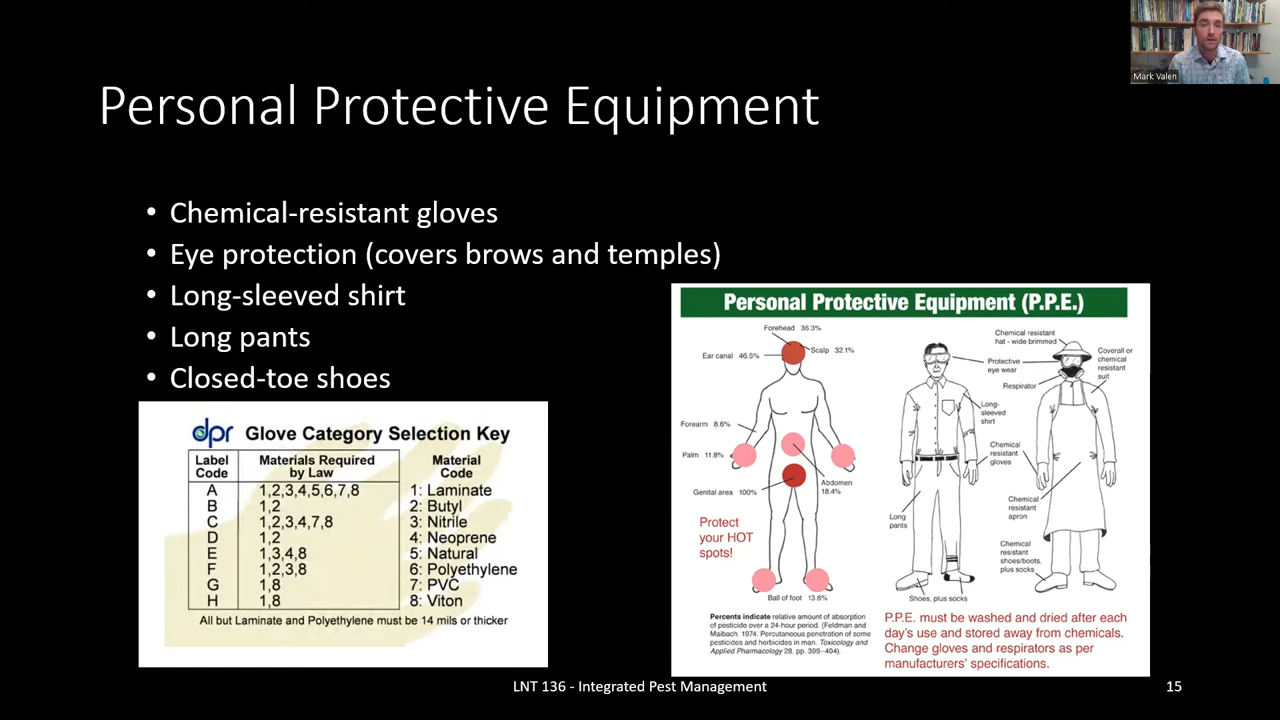 Mark Valen
Personal Protective Equipment
• Chemical-resistant gloves
• Eye protection (covers brows and temples)
• Long-sleeved shirt
• Long pants
• Closed-toe shoes
dpr Glove Category Selection Key
Label Code Materials Required by Law Material Code
A 1,2,3,4,5,6,7,8 1: Laminate
B 1,2 2: Butyl
C 1,2,3,4,7,8 3: Nitrile
D 1,2 4: Neoprene
E 1,3,4,8 5: Natural
F 1,2,3,8 6: Polyethylene
G 1,8 7: PVC
H 1,8 8: Viton
All but Laminate and Polyethylene must be 14 mils or thicker
Personal Protective Equipment (P.P.E.)
Forehead 36.3%
Scalp 32.1%
Ear canal 46.5%
Forearm 8.6%
Palm 11.8%
Abdomen
18.4%
Genital area 100%
Protect
your HOT
spots!
Ball of foot 13.6%
Chemical resistant
hat - wide brimmed
Protective
eye wear
Respirator
Coverall or
chemical
resistant
suit
Long-
sleeved
shirt
Chemical
resistant
gloves
Long
pants
Chemical
resistant
apron
Chemical
resistant
shoes/boots,
plus socks
Shoes, plus socks
Percents indicate relative amount of absorption
of pesticide over a 24-hour period. (Feldman and
Maibach. 1974. Percutaneous penetration of some
pesticides and herbicides in man. Toxicology and
Applied Pharmacology 28, pp. 399–404).
P.P.E. must be washed and dried after each
day's use and stored away from chemicals.
Change gloves and respirators as per
manufacturers' specifications.
LNT 136 - Integrated Pest Management
15